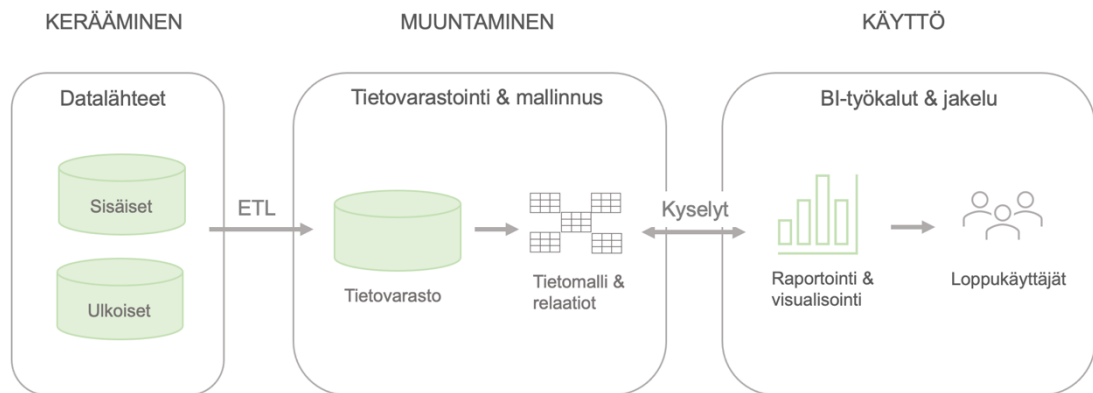 KERÄÄMINEN
MUUNTAMINEN
KÄYTTÖ
Datalähteet
Sisäiset
Ulkoiset
ETL
Tietovarastointi & mallinnus
Tietovarasto
Tietomalli &
relaatiot
Kyselyt
BI-työkalut & jakelu
Raportointi &
visualisointi
Loppukäyttäjät